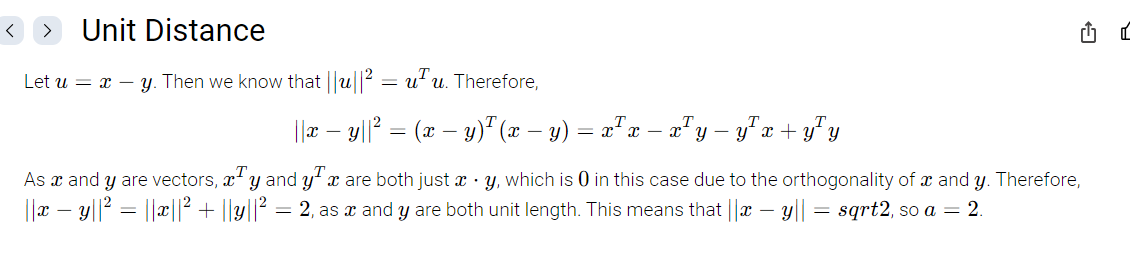 Unit Distance
Let u = x − y. Then we know that ||u||² = uᵀu. Therefore,
||x − y||² = (x − y)ᵀ(x − y) = xᵀx − xᵀy − yᵀx + yᵀy
As x and y are vectors, xᵀy and yᵀx are both just x · y, which is 0 in this case due to the orthogonality of x and y. Therefore,
||x − y||² = ||x||² + ||y||² = 2, as x and y are both unit length. This means that ||x − y|| = sqrt2, so a = 2.